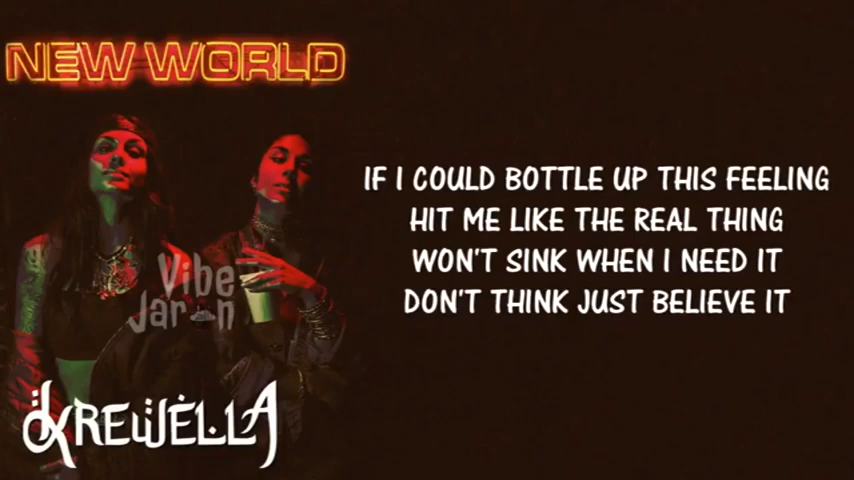 NEW WORLD
IF I COULD BOTTLE UP THIS FEELING
HIT ME LIKE THE REAL THING
WON'T SINK WHEN I NEED IT
DON'T THINK JUST BELIEVE IT
Vibe
Jaron
KREWELLA